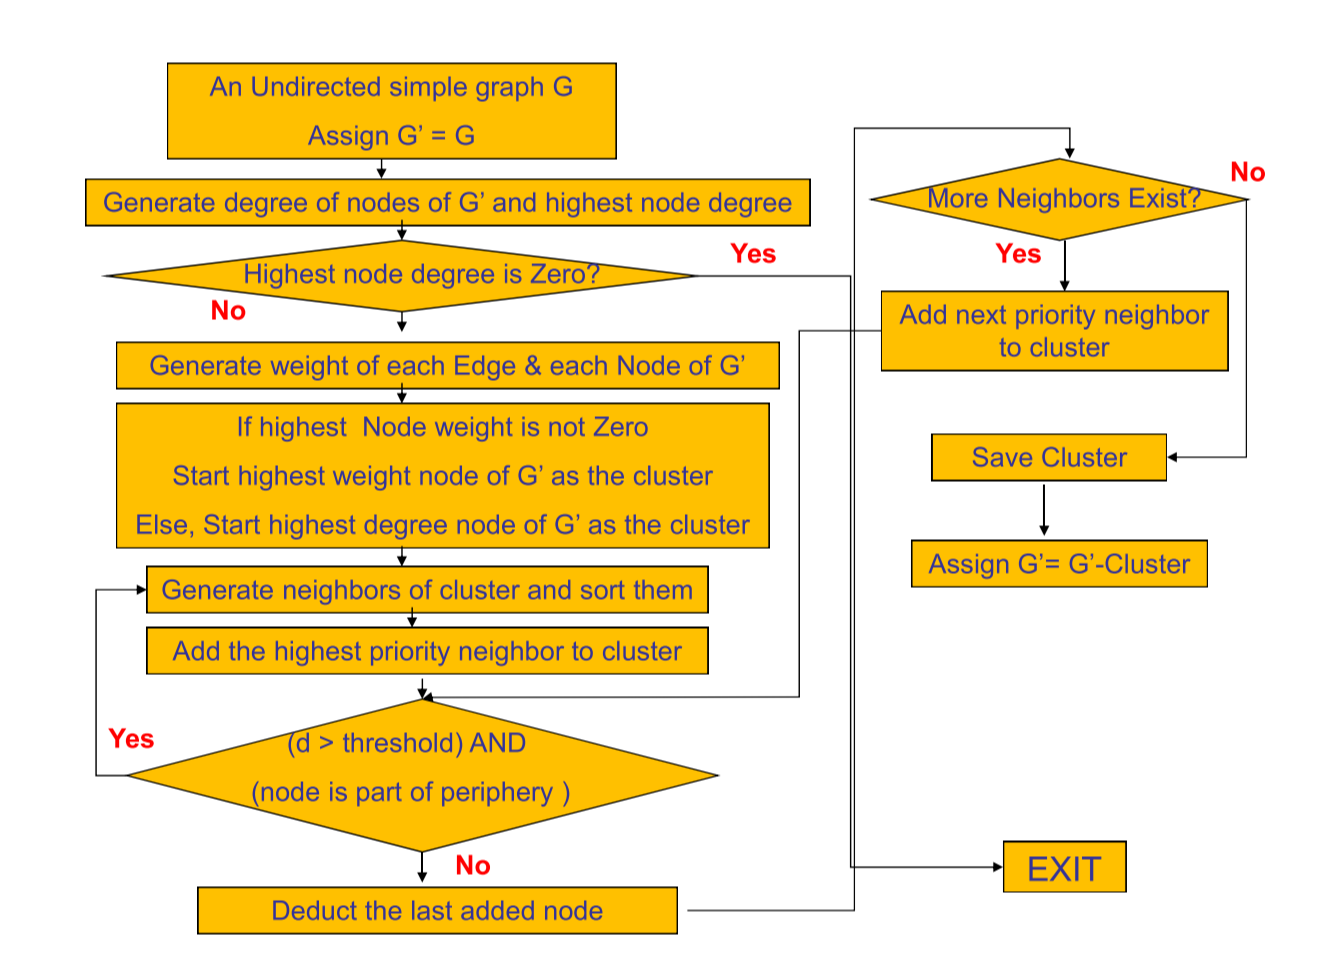 An Undirected simple graph G
Assign G’ = G
Generate degree of nodes of G’ and highest node degree
Highest node degree is Zero?
Yes
No
Generate weight of each Edge & each Node of G’
If highest  Node weight is not Zero
Start highest weight node of G’ as the cluster
Else, Start highest degree node of G’ as the cluster
Generate neighbors of cluster and sort them
Add the highest priority neighbor to cluster
Yes
(d > threshold) AND
(node is part of periphery )
No
Deduct the last added node
More Neighbors Exist?
No
Yes
Add next priority neighbor
to cluster
Save Cluster
Assign G’= G’-Cluster
EXIT